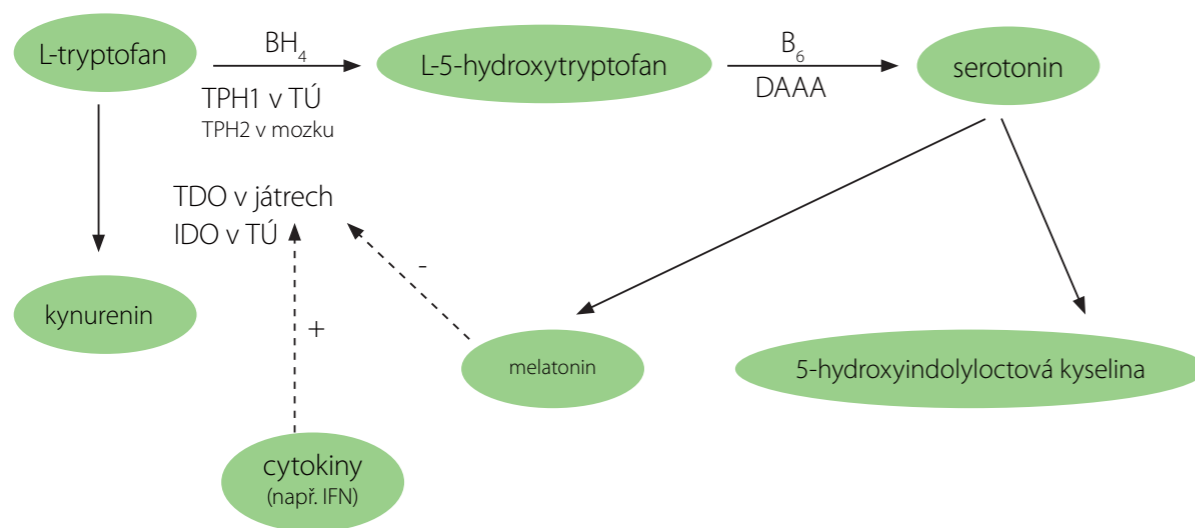 L-tryptofan
BH₄
TPH1 v TÚ
TPH2 v mozku
L-5-hydroxytryptofan
B₆
DAAA
serotonin
TDO v játrech
IDO v TÚ
kynurenin
+
-
melatonin
5-hydroxyindolyloctová kyselina
cytokiny
(např. IFN)